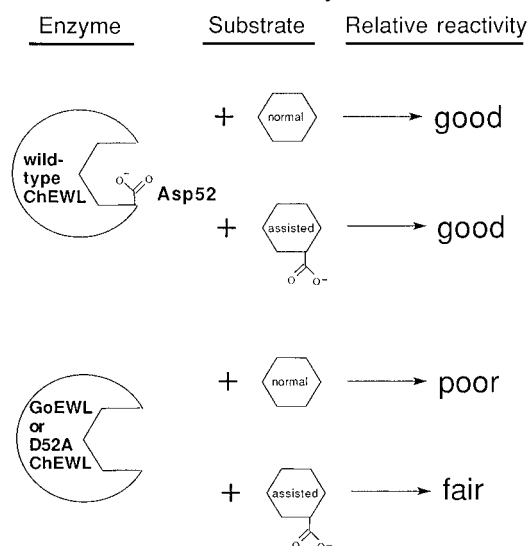 Enzyme Substrate Relative reactivity
+ normal good
wild-
type
ChEWL
O⁻ O
Asp52
+ assisted good
O O⁻
+ normal poor
GoEWL
or
D52A
ChEWL
+ assisted fair
O O⁻